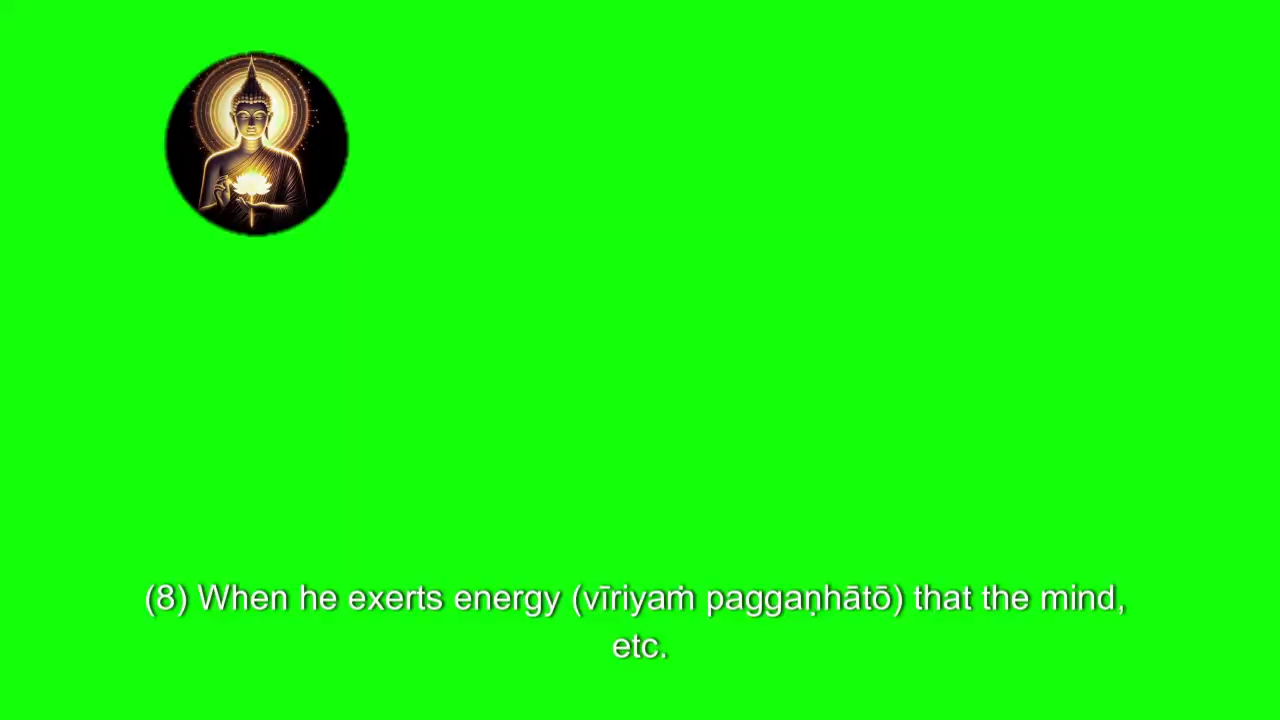 (8) When he exerts energy (vīriyaṁ paggaṇhātō) that the mind,
etc.